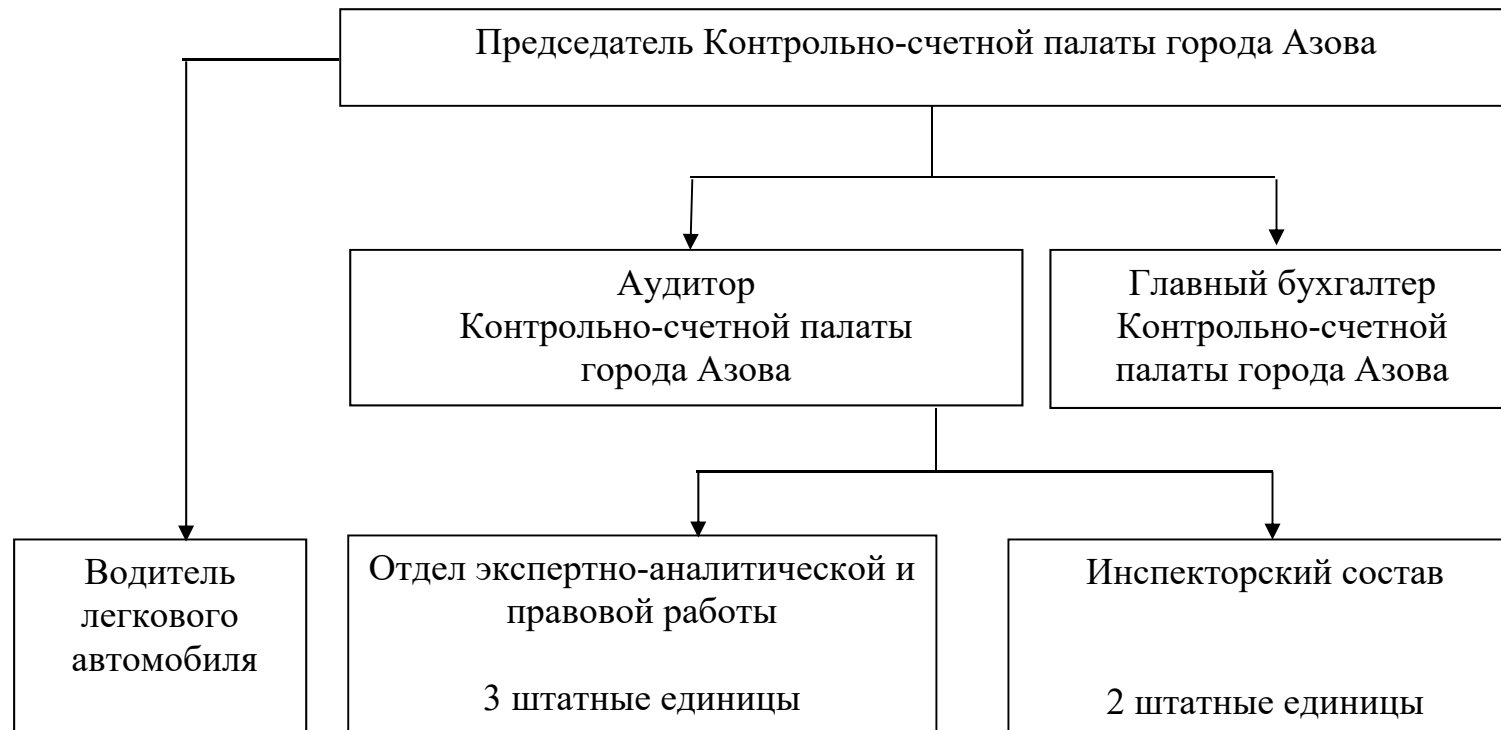 Председатель Контрольно-счетной палаты города Азова
Аудитор
Контрольно-счетной палаты
города Азова
Главный бухгалтер
Контрольно-счетной
палаты города Азова
Водитель
легкового
автомобиля
Отдел экспертно-аналитической и
правовой работы
3 штатные единицы
Инспекторский состав
2 штатные единицы